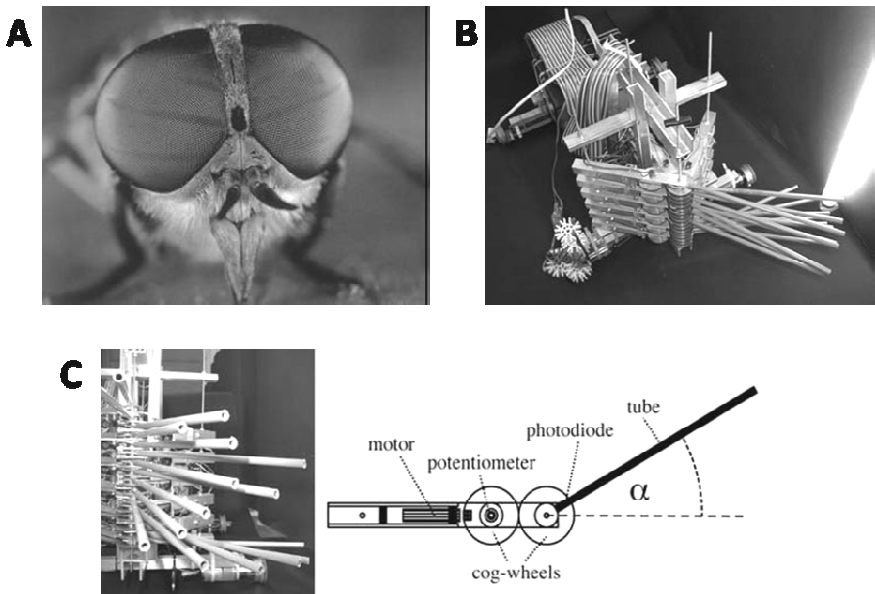 A
B
C
tube
photodiode
motor
potentiometer
α
cog-wheels